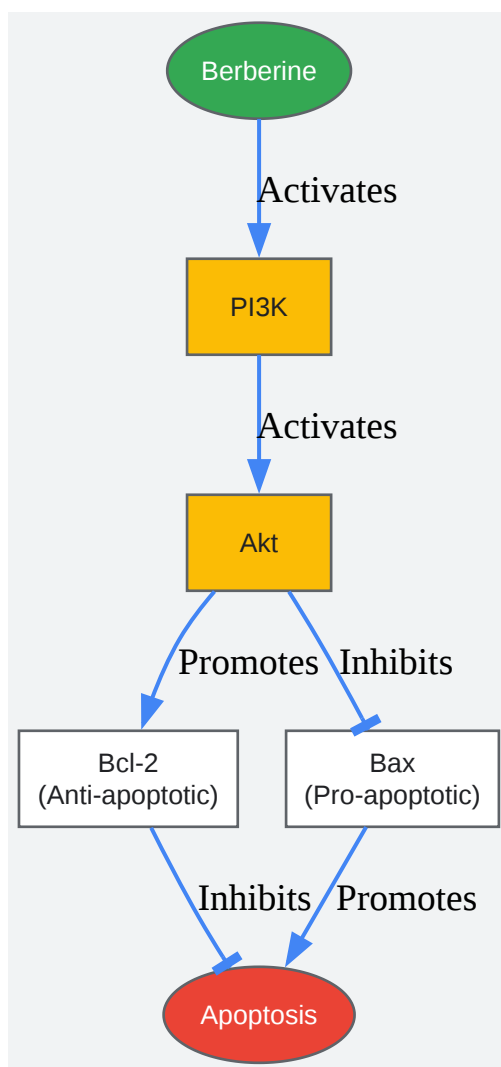 Berberine
Activates
PI3K
Activates
Akt
Promotes
Inhibits
Bcl-2
(Anti-apoptotic)
Bax
(Pro-apoptotic)
Inhibits
Promotes
Apoptosis